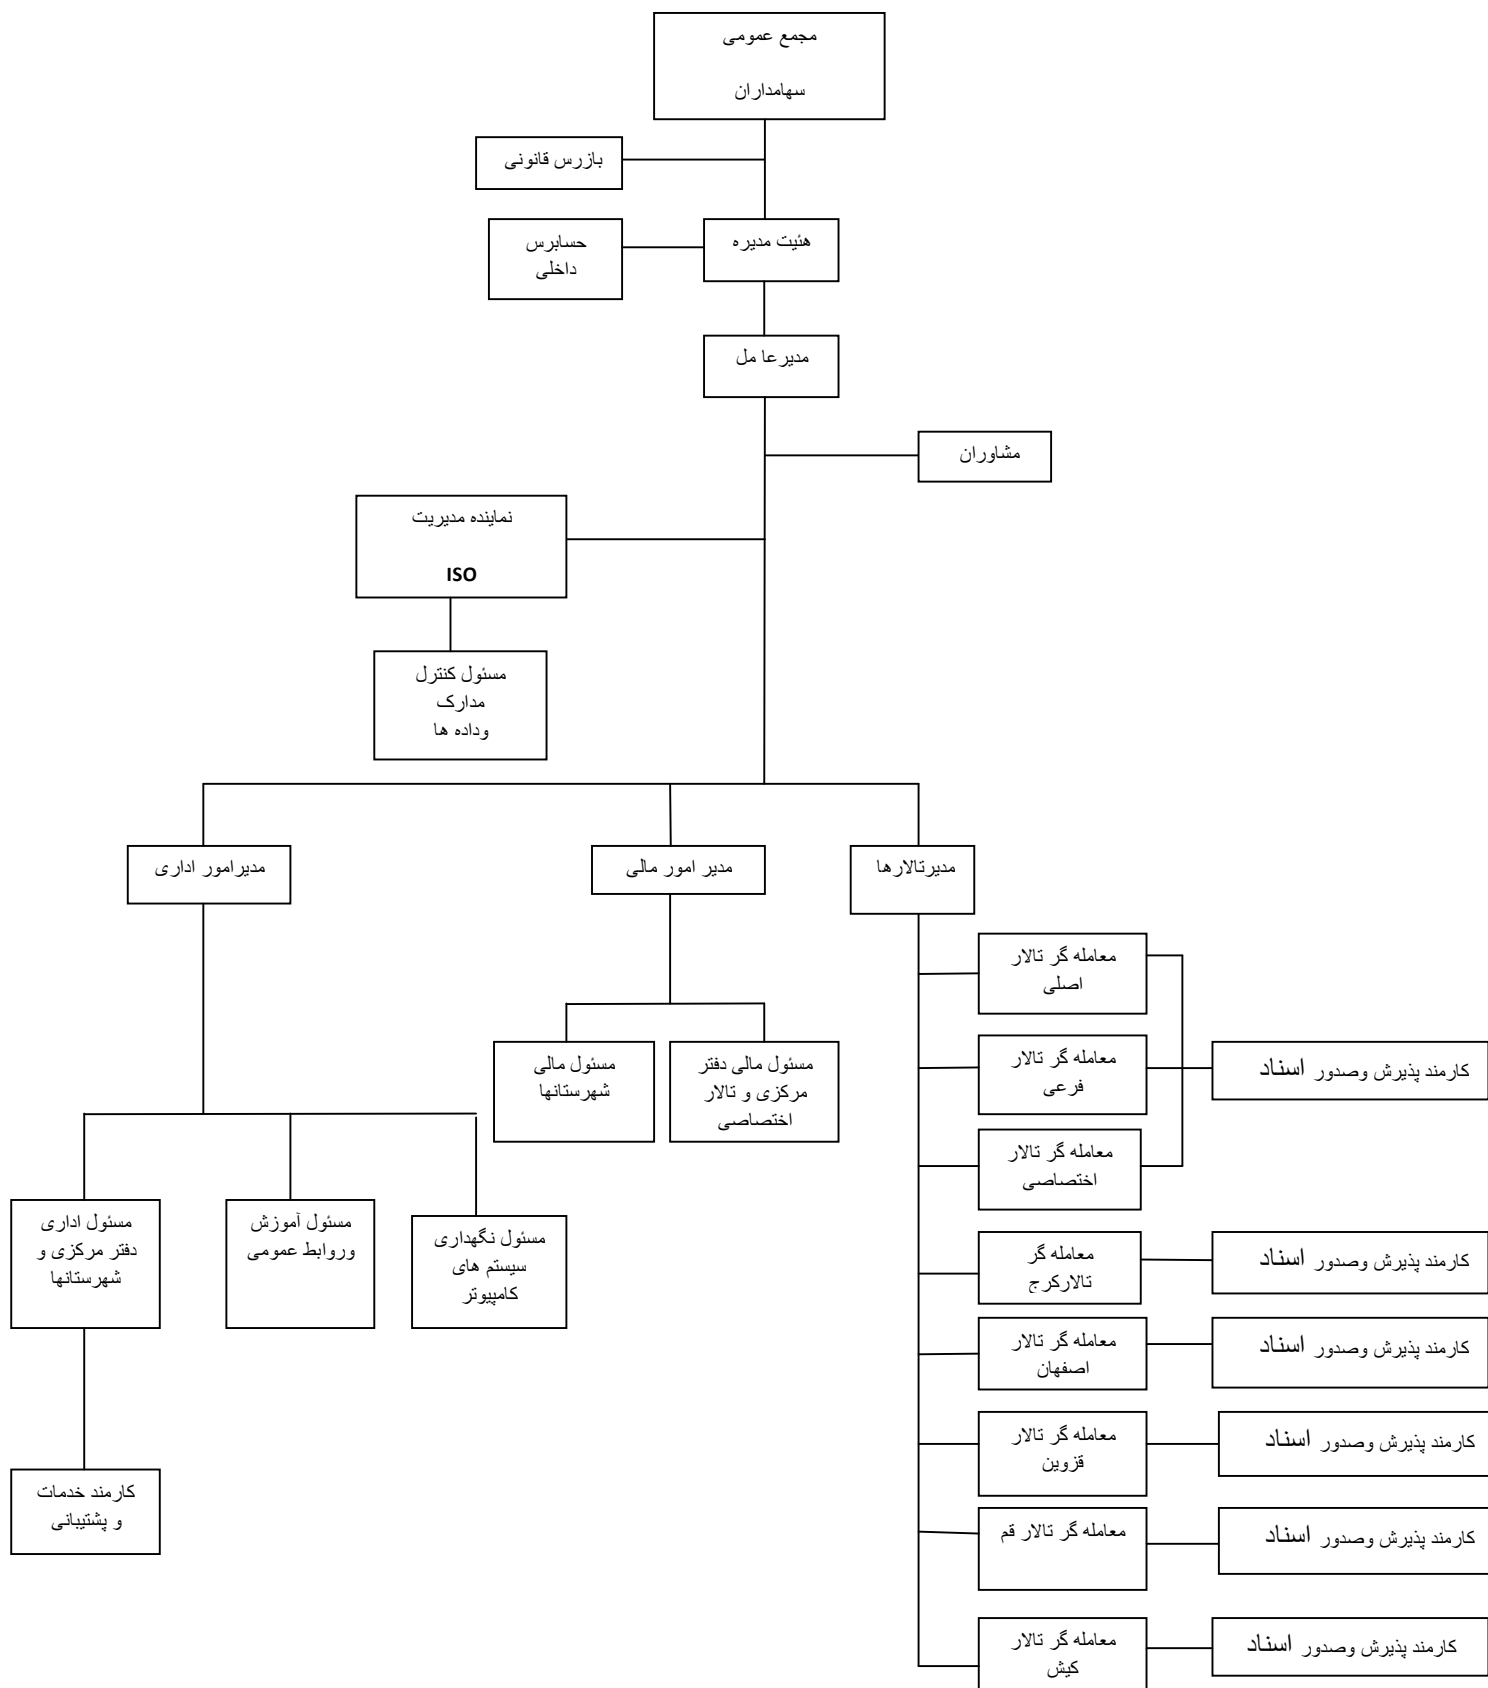 مجمع عمومی
سهامداران
بازرس قانونی
هئیت مدیره
حسابرس
داخلی
مدیرعا مل
مشاوران
نماینده مدیریت
ISO
مسئول کنترل
مدارک
وداده ها
مدیرتالارها
مدیر امور مالی
مدیرامور اداری
معامله گر تالار
اصلی
معامله گر تالار
فرعی
کارمند پذیرش وصدور اسناد
معامله گر تالار
اختصاصی
مسئول مالی دفتر
مرکزی و تالار
اختصاصی
مسئول مالی
شهرستانها
مسئول نگهداری
سیستم های
کامپیوتر
مسئول آموزش
وروابط عمومی
مسئول اداری
دفتر مرکزی و
شهرستانها
کارمند خدمات
و پشتیبانی
معامله گر
تالارکرج
کارمند پذیرش وصدور اسناد
معامله گر تالار
اصفهان
کارمند پذیرش وصدور اسناد
معامله گر تالار
قزوین
کارمند پذیرش وصدور اسناد
معامله گر تالار قم
کارمند پذیرش وصدور اسناد
معامله گر تالار
کیش
کارمند پذیرش وصدور اسناد